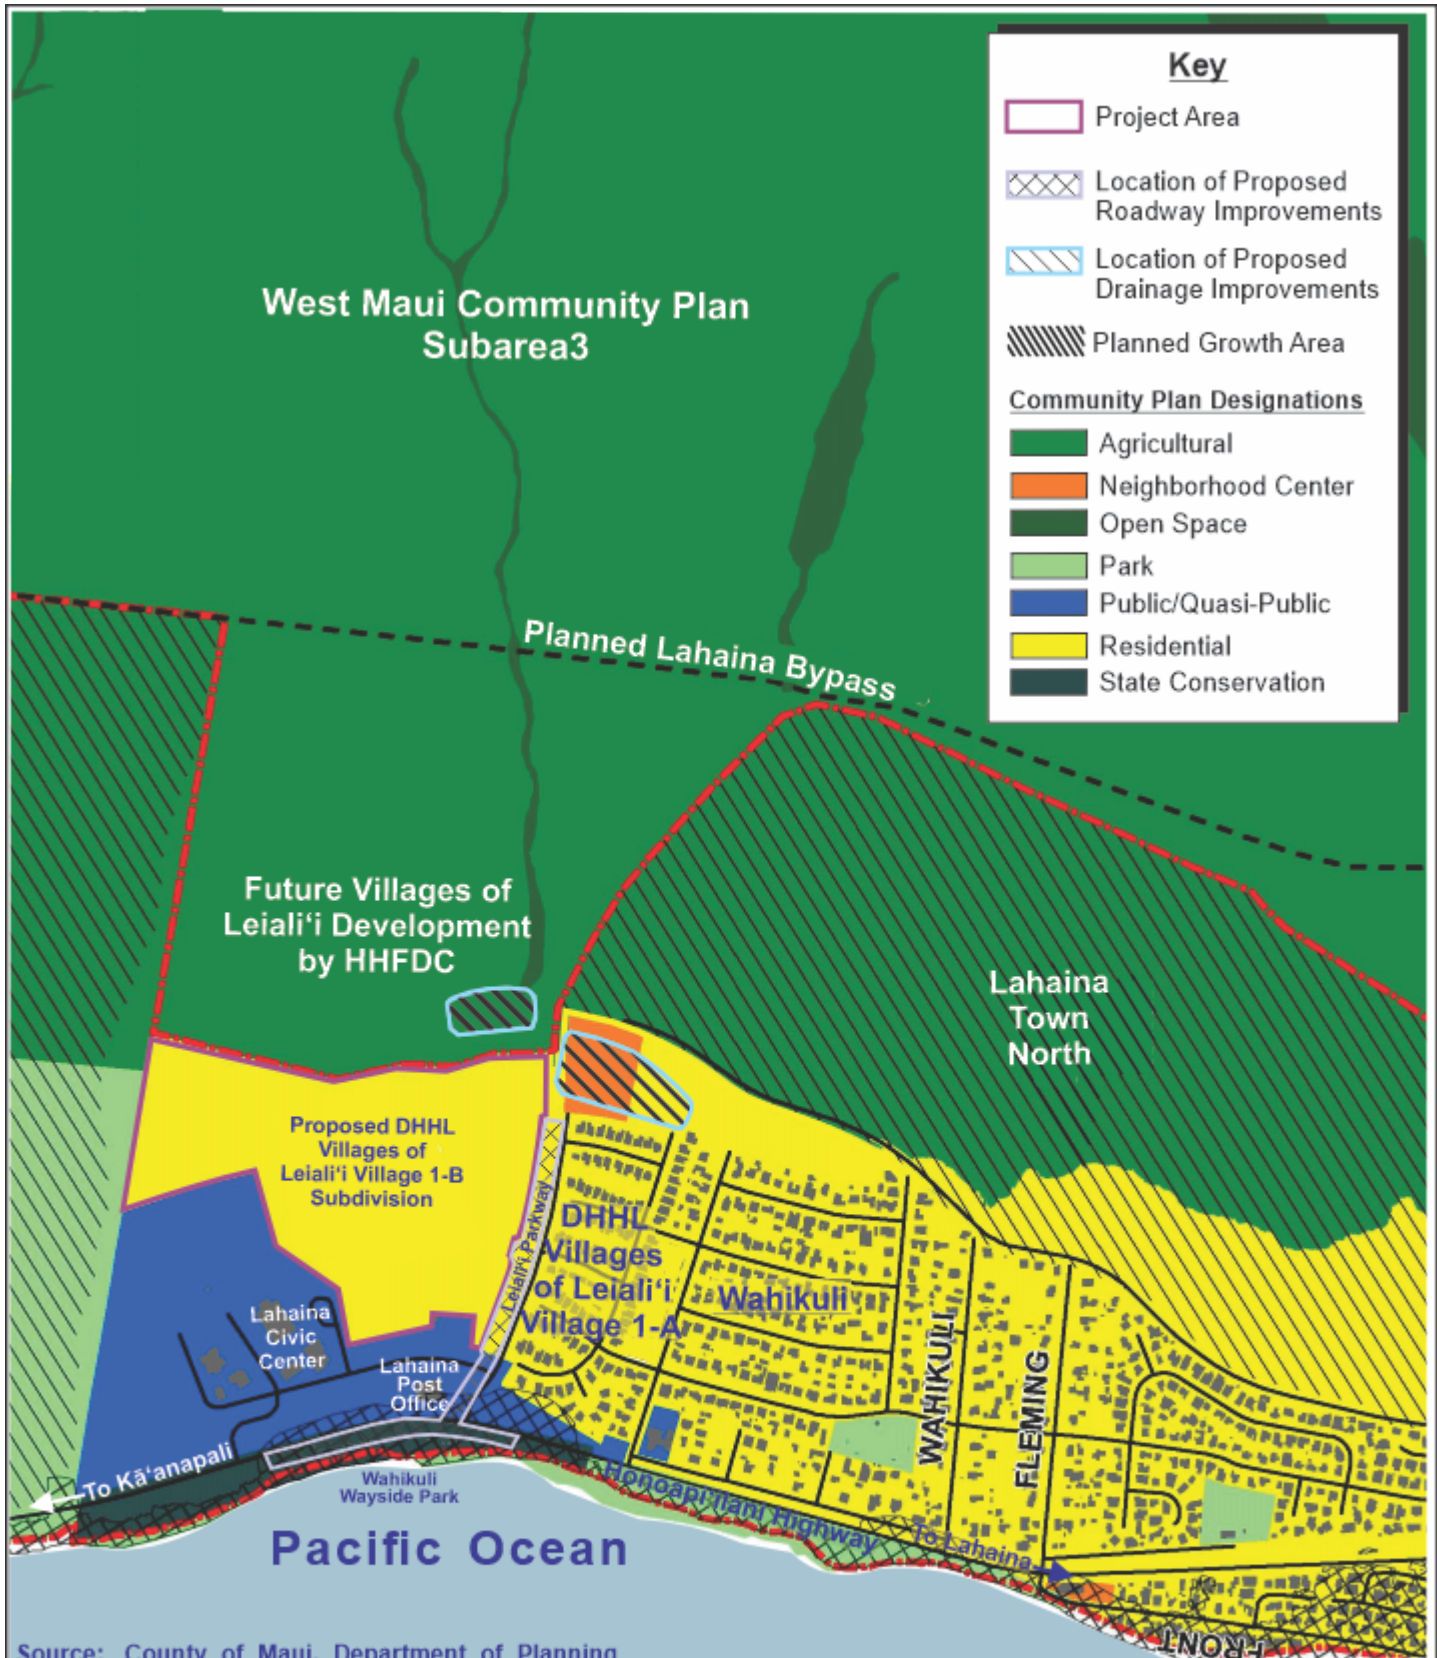 Key
Project Area
Location of Proposed
Roadway Improvements
Location of Proposed
Drainage Improvements
Planned Growth Area
Community Plan Designations
Agricultural
Neighborhood Center
Open Space
Park
Public/Quasi-Public
Residential
State Conservation
West Maui Community Plan
Subarea3
Planned Lahaina Bypass
Future Villages of
Leiali‘i Development
by HHFDC
Lahaina
Town
North
Proposed DHHL
Villages of
Leiali‘i Village 1-B
Subdivision
Leiali‘i Parkway
DHHL
Villages
of Leiali‘i
Village 1-A
Wahikuli
WAHIKULI
FLEMING
Lahaina
Civic
Center
Lahaina
Post
Office
To Kā‘anapali
Wahikuli
Wayside Park
Honoapi‘ilani Highway
To Lahaina
Pacific Ocean
FRONT
Source: County of Maui, Department of Planning